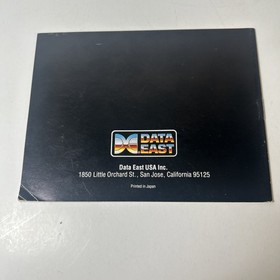 DATA
EAST
Data East USA Inc.
1850 Little Orchard St., San Jose, California 95125
Printed in Japan